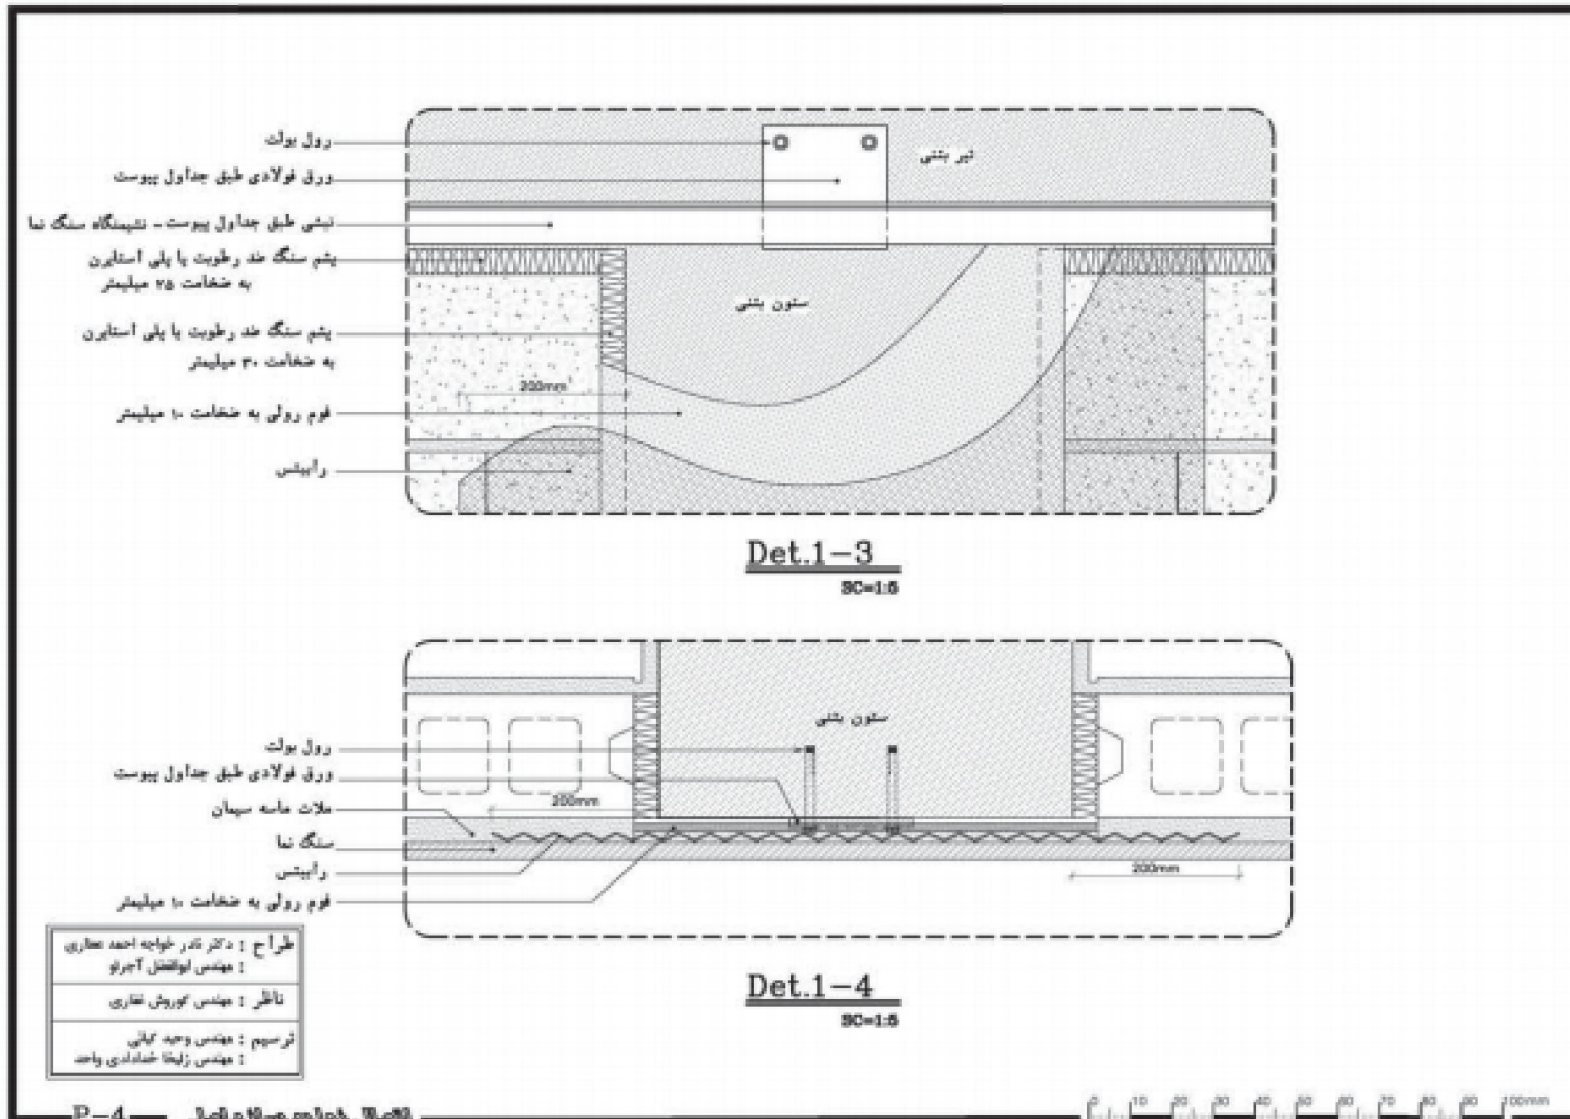 رول بولت
ورق فولادی طبق جداول پیوست
نبشی طبق جداول پیوست - نشیمنگاه سنگ نما
پشم سنگ ضد رطوبت یا پلی استایرن
به ضخامت ۲۵ میلیمتر
پشم سنگ ضد رطوبت یا پلی استایرن
به ضخامت ۳۰ میلیمتر
فوم رولی به ضخامت ۱۰ میلیمتر
رابیتس
تیر بتنی
ستون بتنی
200mm
Det.1-3
SC=1:5
رول بولت
ورق فولادی طبق جداول پیوست
ملات ماسه سیمان
سنگ نما
رابیتس
فوم رولی به ضخامت ۱۰ میلیمتر
ستون بتنی
200mm
200mm
Det.1-4
SC=1:5
طراح : دکتر نادر خواجه احمد عطاری
: مهندس ابوالفضل آجرلو
ناظر : مهندس کوروش غفاری
ترسیم : مهندس وحید کیانی
: مهندس زلیخا خدادادی واحد
P-4
0 10 20 30 40 50 60 70 80 90 100mm